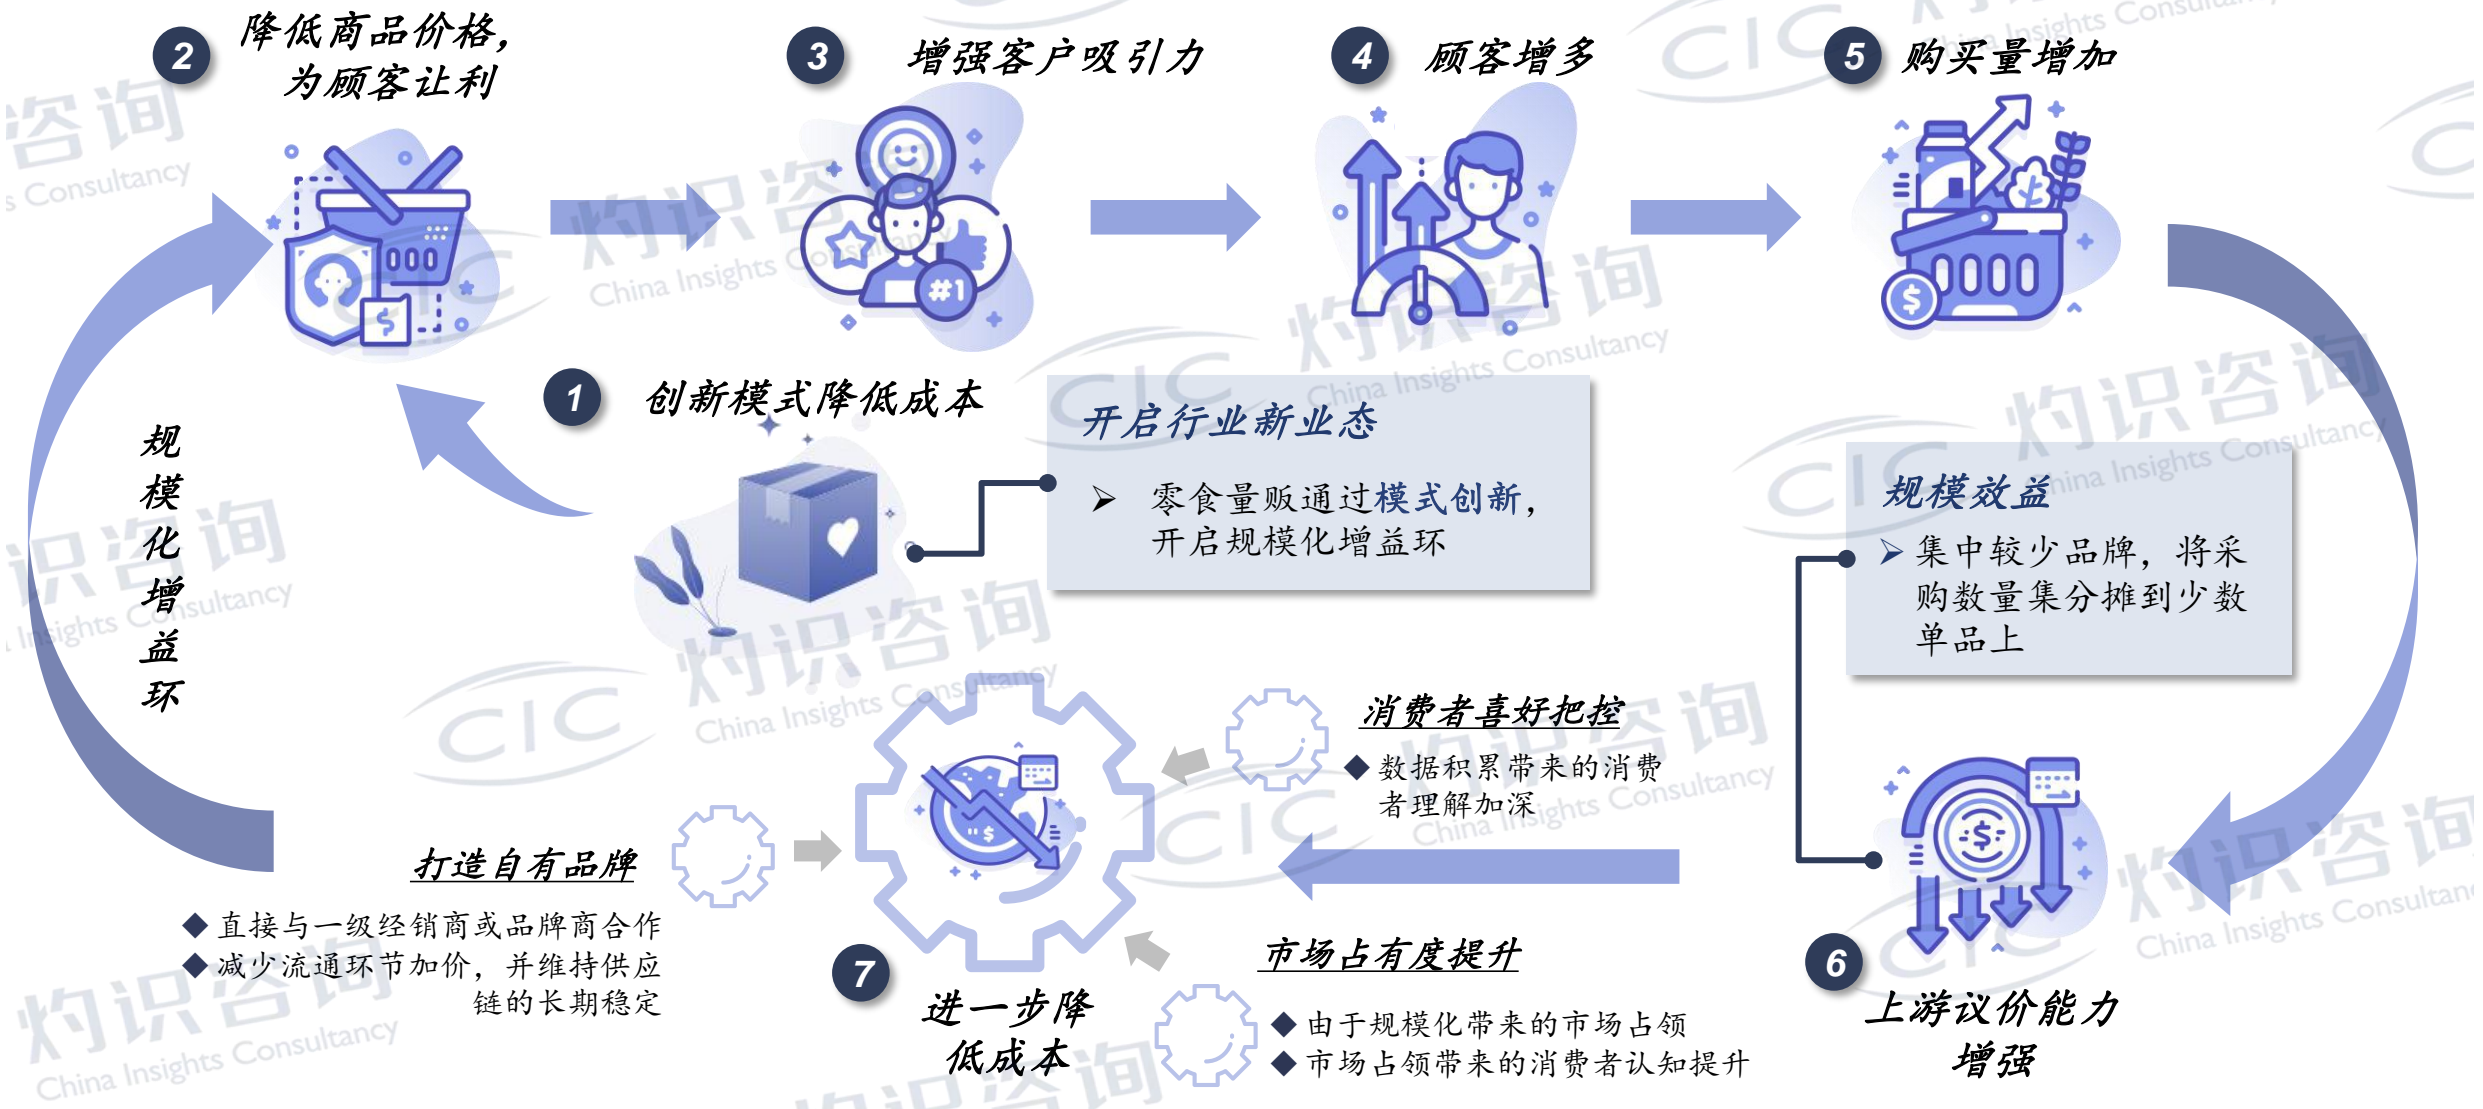 2
降低商品价格，
为顾客让利
3
增强客户吸引力
4
顾客增多
5
购买量增加
#1
1
创新模式降低成本
开启行业新业态
零食量贩通过模式创新，
开启规模化增益环
规模化增益环
规模效益
集中较少品牌，将采
购数量集分摊到少数
单品上
消费者喜好把控
数据积累带来的消费
者理解加深
打造自有品牌
直接与一级经销商或品牌商合作
减少流通环节加价，并维持供应
链的长期稳定
7
进一步降
低成本
市场占有度提升
由于规模化带来的市场占领
市场占领带来的消费者认知提升
6
上游议价能力
增强
CIC 灼识咨询
China Insights Consultancy